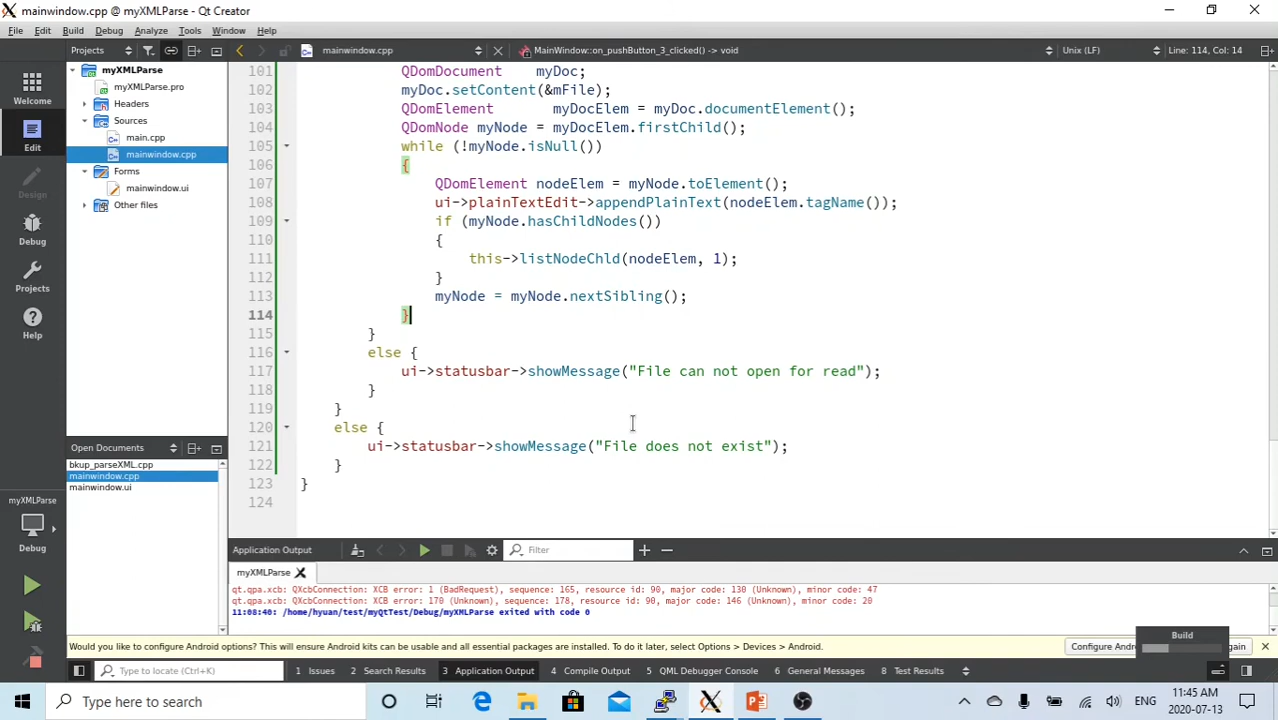 mainwindow.cpp @ myXMLParse - Qt Creator
File Edit Build Debug Analyze Tools Window Help
Projects mainwindow.cpp MainWindow::on_pushButton_3_clicked() -> void Unix (LF) Line: 114, Col: 14
Welcome
Edit
Design
Debug
Projects
Help
myXMLParse
Debug
myXMLParse
myXMLParse.pro
Headers
Sources
main.cpp
mainwindow.cpp
Forms
mainwindow.ui
Other files
Open Documents
bkup_parseXML.cpp
mainwindow.cpp
mainwindow.ui
101 QDomDocument myDoc;
102 myDoc.setContent(&mFile);
103 QDomElement myDocElem = myDoc.documentElement();
104 QDomNode myNode = myDocElem.firstChild();
105 while (!myNode.isNull())
106 {
107 QDomElement nodeElem = myNode.toElement();
108 ui->plainTextEdit->appendPlainText(nodeElem.tagName());
109 if (myNode.hasChildNodes())
110 {
111 this->listNodeChld(nodeElem, 1);
112 }
113 myNode = myNode.nextSibling();
114 }
115 }
116 else {
117 ui->statusbar->showMessage("File can not open for read");
118 }
119 }
120 else {
121 ui->statusbar->showMessage("File does not exist");
122 }
123 }
124
Application Output Filter
myXMLParse
qt.qpa.xcb: QXcbConnection: XCB error: 1 (BadRequest), sequence: 165, resource id: 90, major code: 130 (Unknown), minor code: 47
qt.qpa.xcb: QXcbConnection: XCB error: 170 (Unknown), sequence: 178, resource id: 90, major code: 146 (Unknown), minor code: 20
11:08:40: /home/hyuan/test/myQtTest/Debug/myXMLParse exited with code 0
Build
Would you like to configure Android options? This will ensure Android kits can be usable and all essential packages are installed. To do it later, select Options > Devices > Android. Configure Andr gain
Type to locate (Ctrl+K) 1 Issues 2 Search Results 3 Application Output 4 Compile Output 5 QML Debugger Console 6 General Messages 8 Test Results
Type here to search ENG 11:45 AM
2020-07-13